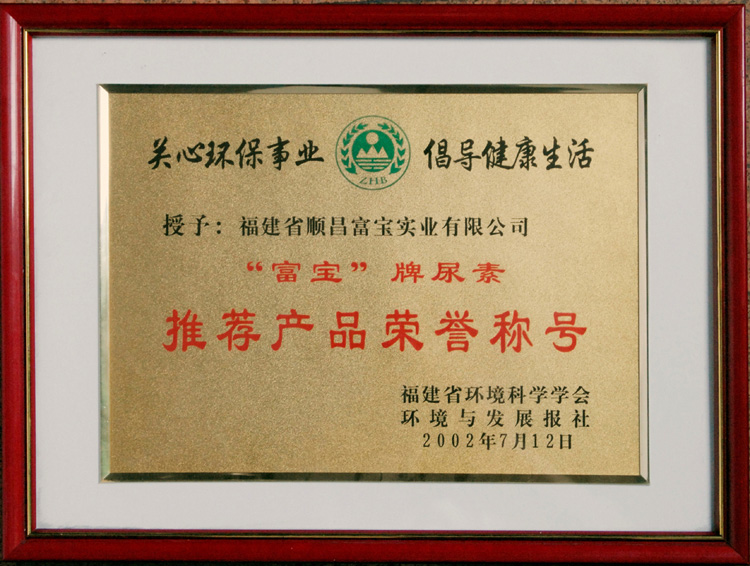 关心环保事业 ZHB 倡导健康生活
授予：福建省顺昌富宝实业有限公司
“富宝”牌尿素
推荐产品荣誉称号
福建省环境科学学会
环境与发展报社
2002年7月12日